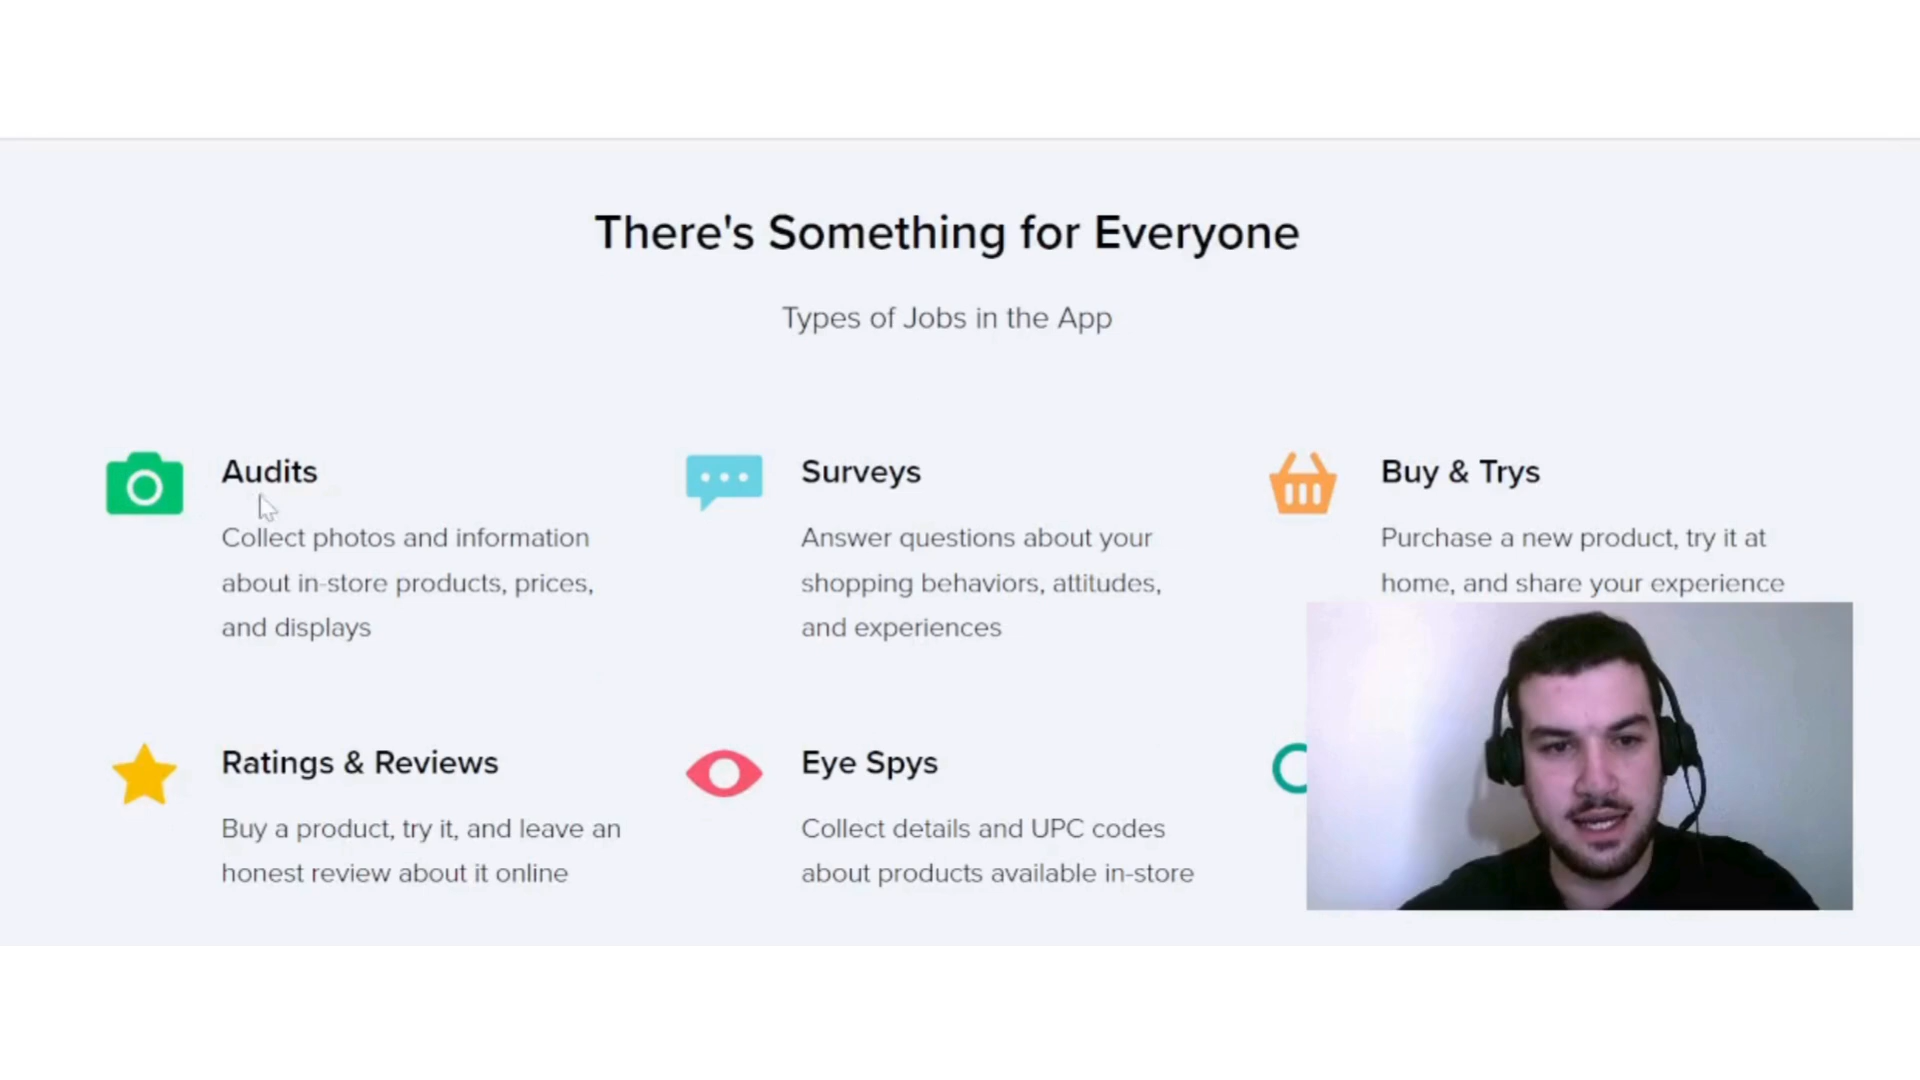 There's Something for Everyone
Types of Jobs in the App
Audits
Collect photos and information
about in-store products, prices,
and displays
Surveys
Answer questions about your
shopping behaviors, attitudes,
and experiences
Buy & Trys
Purchase a new product, try it at
home, and share your experience
Ratings & Reviews
Buy a product, try it, and leave an
honest review about it online
Eye Spys
Collect details and UPC codes
about products available in-store